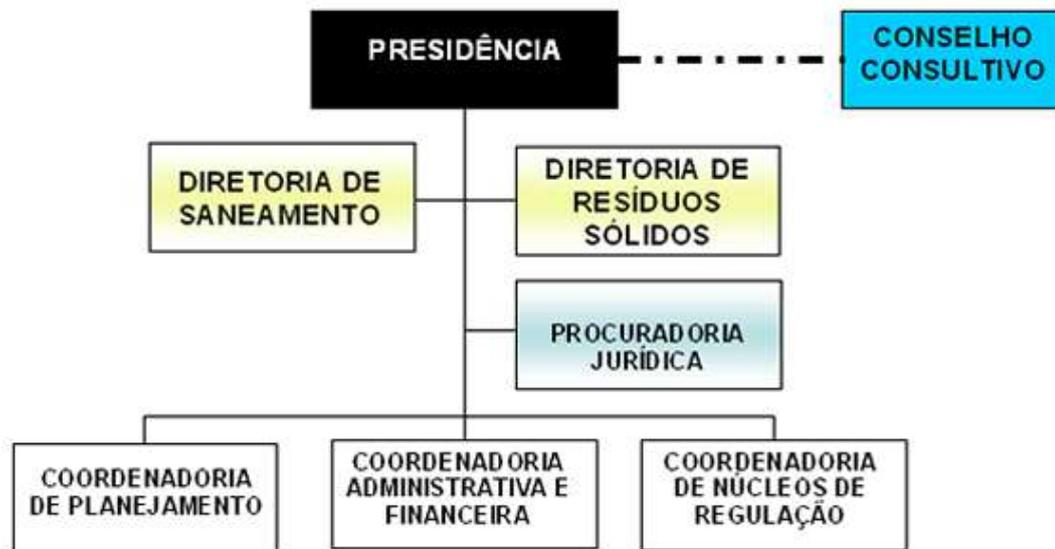 PRESIDÊNCIA
CONSELHO
CONSULTIVO
DIRETORIA DE
SANEAMENTO
DIRETORIA DE
RESÍDUOS
SÓLIDOS
PROCURADORIA
JURÍDICA
COORDENADORIA
DE PLANEJAMENTO
COORDENADORIA
ADMINISTRATIVA E
FINANCEIRA
COORDENADORIA
DE NÚCLEOS DE
REGULAÇÃO